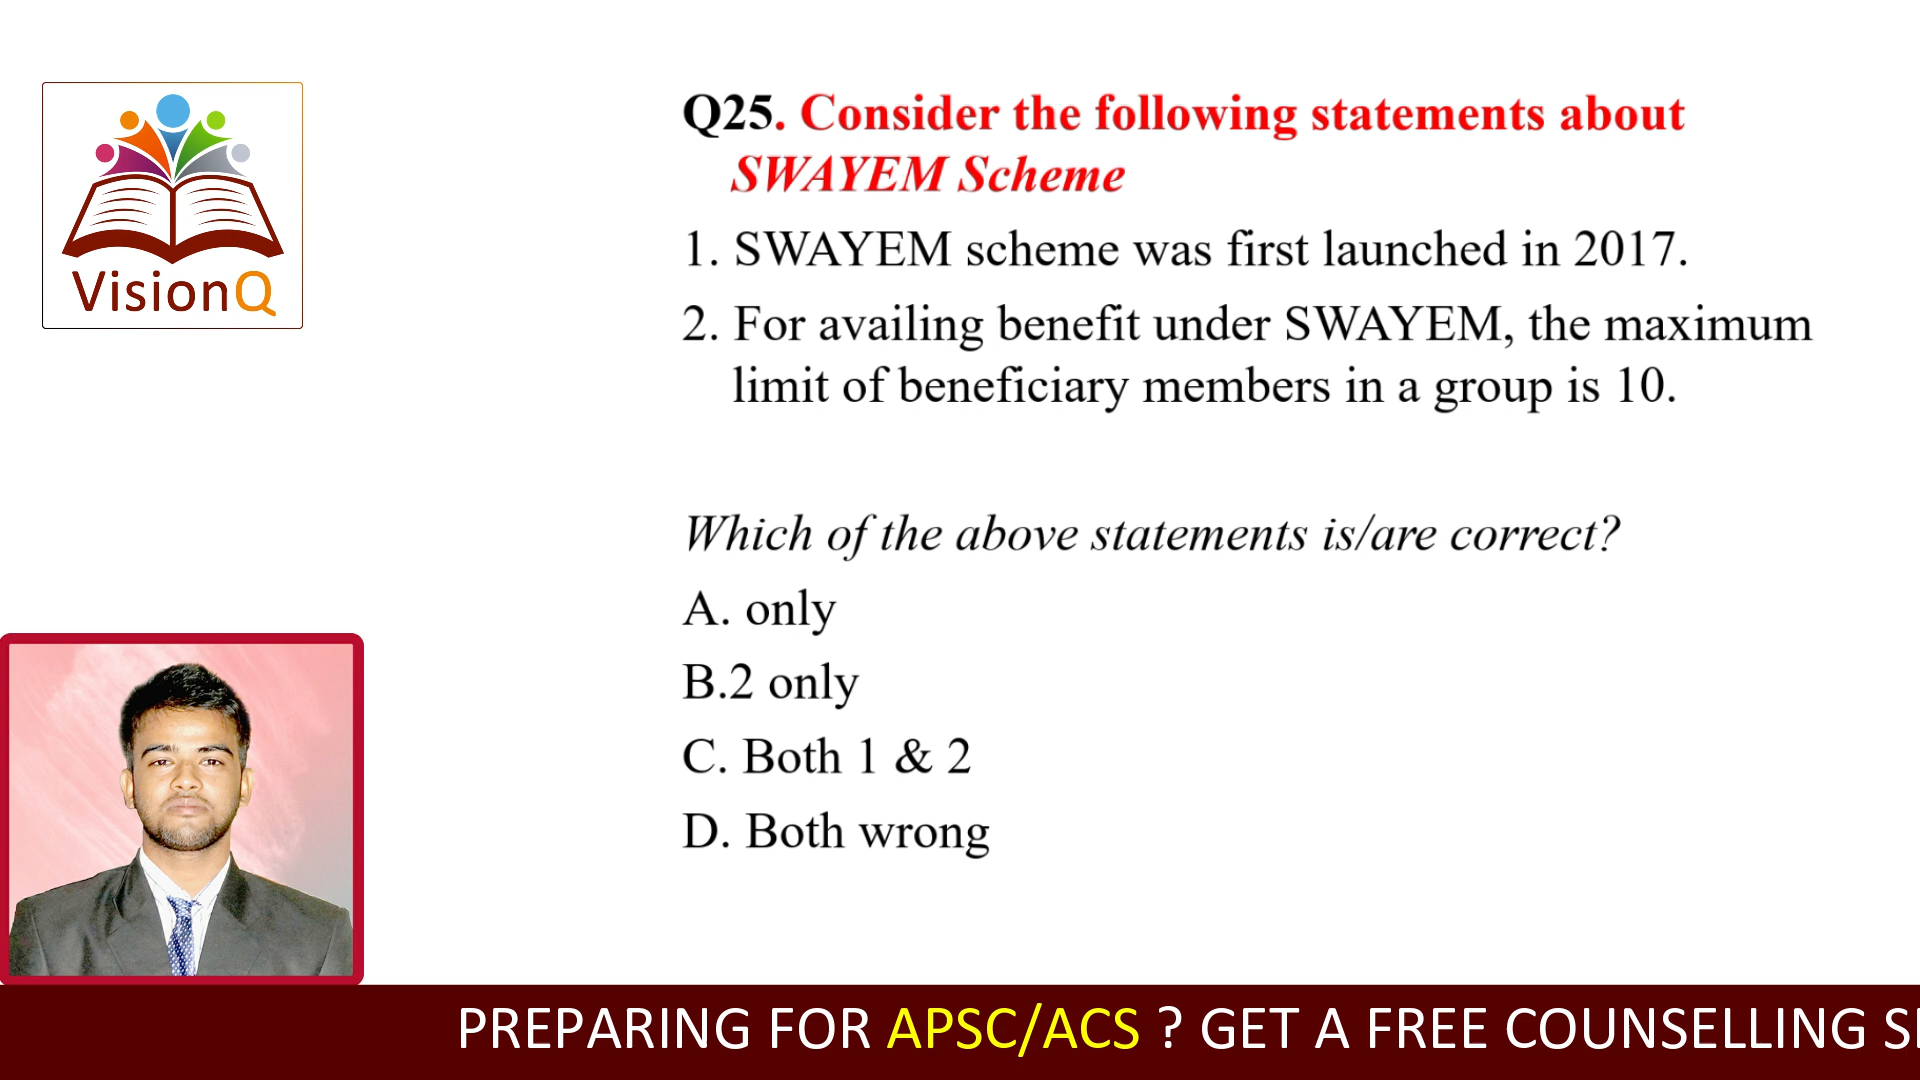 VisionQ
Q25. Consider the following statements about
SWAYEM Scheme
1. SWAYEM scheme was first launched in 2017.
2. For availing benefit under SWAYEM, the maximum
limit of beneficiary members in a group is 10.
Which of the above statements is/are correct?
A. only
B.2 only
C. Both 1 & 2
D. Both wrong
PREPARING FOR APSC/ACS ? GET A FREE COUNSELLING